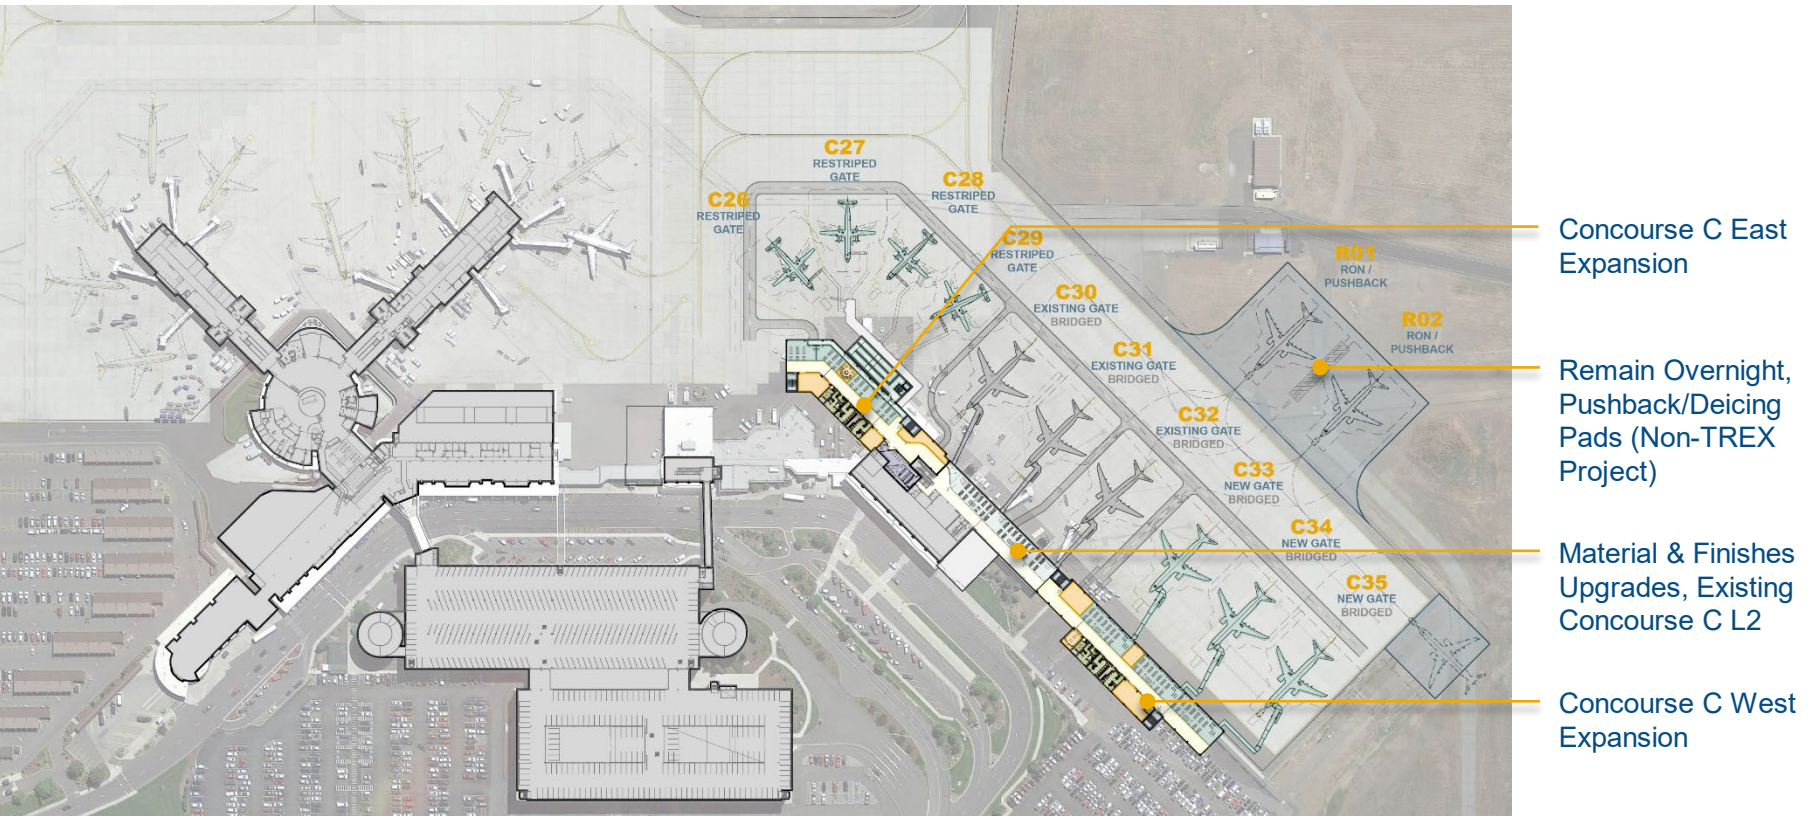 C27
RESTRIPED
GATE
C28
RESTRIPED
GATE
C26
RESTRIPED
GATE
C29
RESTRIPED
GATE
C30
EXISTING GATE
BRIDGED
C31
EXISTING GATE
BRIDGED
C32
EXISTING GATE
BRIDGED
C33
NEW GATE
BRIDGED
C34
NEW GATE
BRIDGED
C35
NEW GATE
BRIDGED
R01
RON /
PUSHBACK
R02
RON /
PUSHBACK
Concourse C East
Expansion
Remain Overnight,
Pushback/Deicing
Pads (Non-TREX
Project)
Material & Finishes
Upgrades, Existing
Concourse C L2
Concourse C West
Expansion